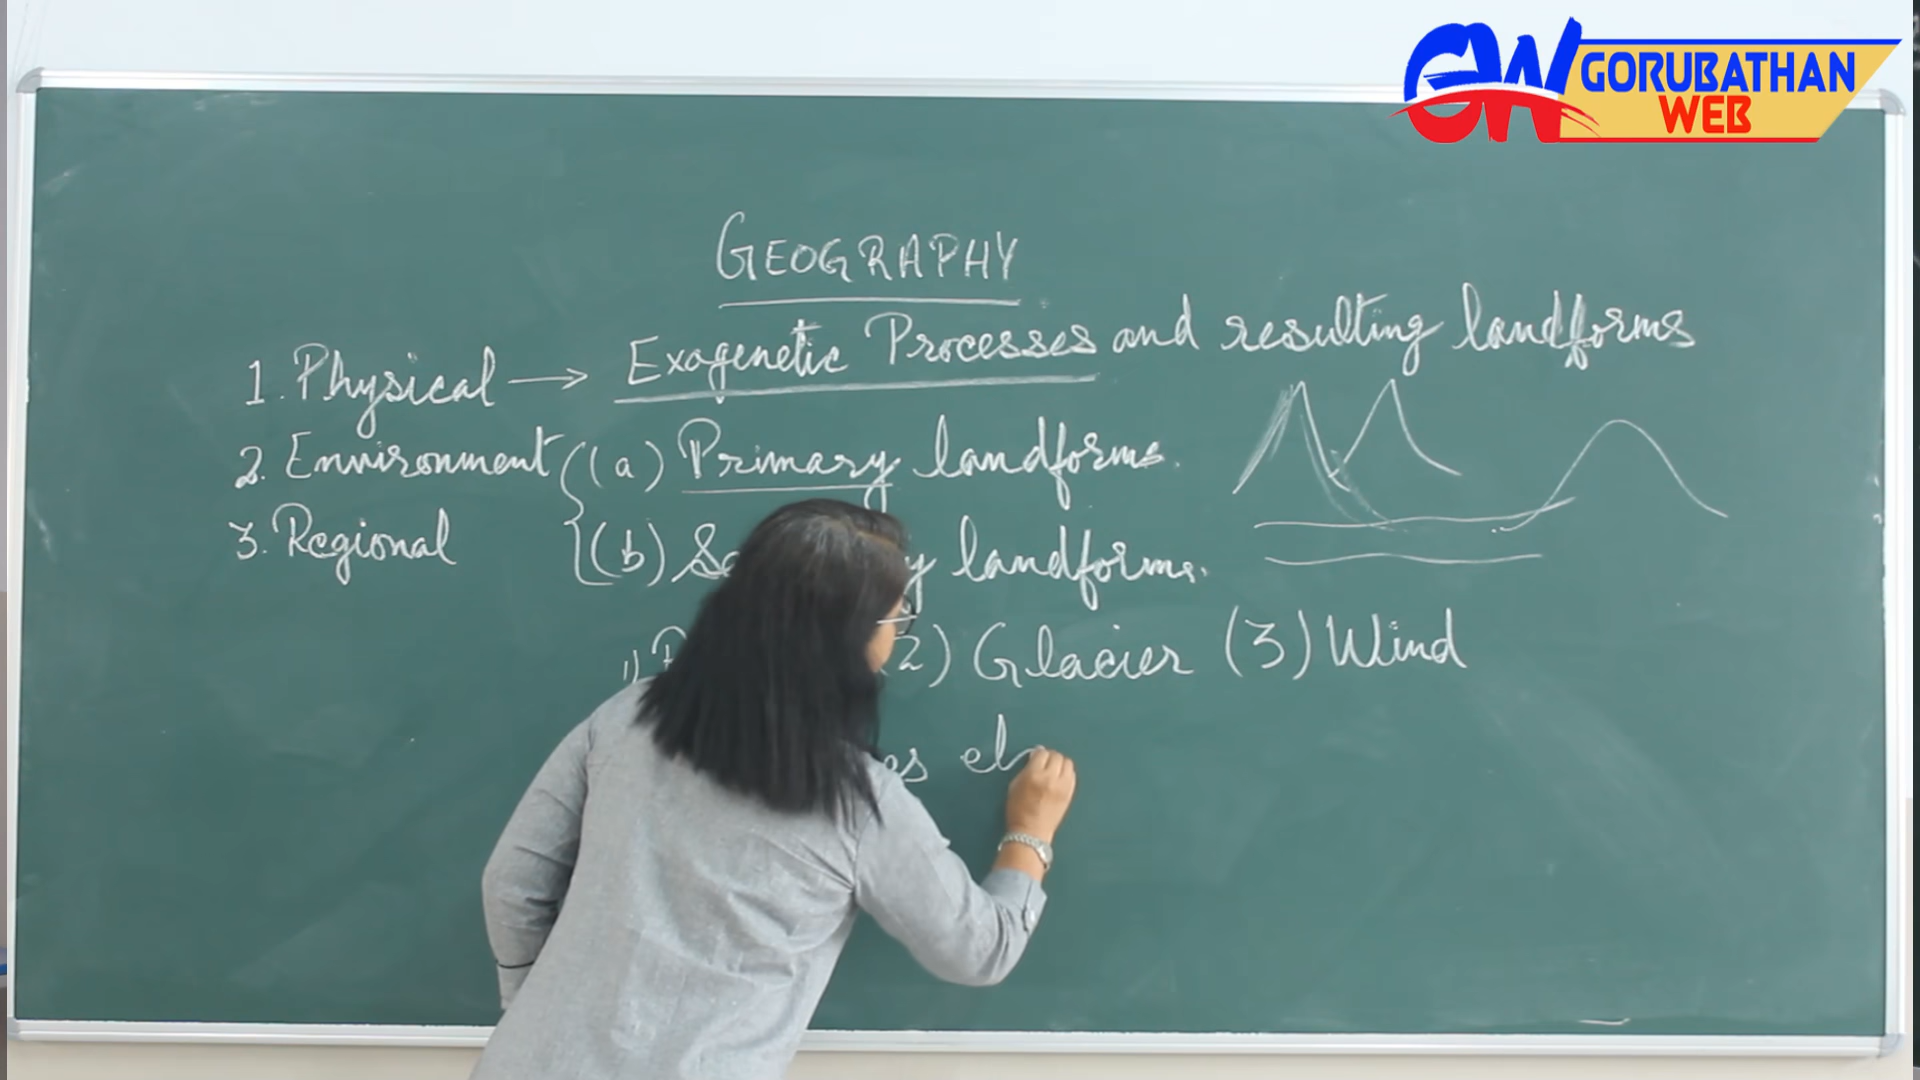 GW GORUBATHAN
WEB
GEOGRAPHY
1. Physical → Exogenetic Processes and resulting landforms
2. Environment (a) Primary landforms.
3. Regional (b) landforms.
2) Glacier (3) Wind